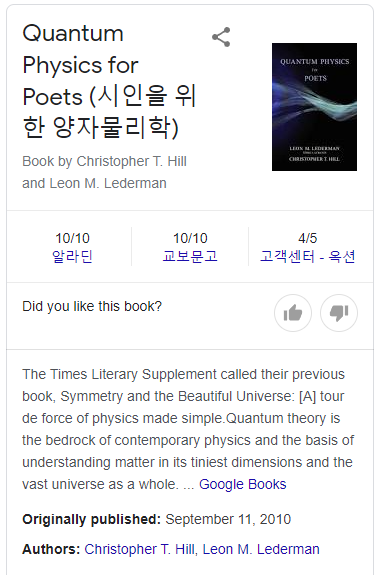 Quantum
Physics for
Poets (시인을 위
한 양자물리학)
Book by Christopher T. Hill
and Leon M. Lederman
QUANTUM PHYSICS
FOR
POETS
LEON M. LEDERMAN
CHRISTOPHER T. HILL
10/10
알라딘
10/10
교보문고
4/5
고객센터 - 옥션
Did you like this book?
The Times Literary Supplement called their previous
book, Symmetry and the Beautiful Universe: [A] tour
de force of physics made simple.Quantum theory is
the bedrock of contemporary physics and the basis of
understanding matter in its tiniest dimensions and the
vast universe as a whole. ... Google Books
Originally published: September 11, 2010
Authors: Christopher T. Hill, Leon M. Lederman